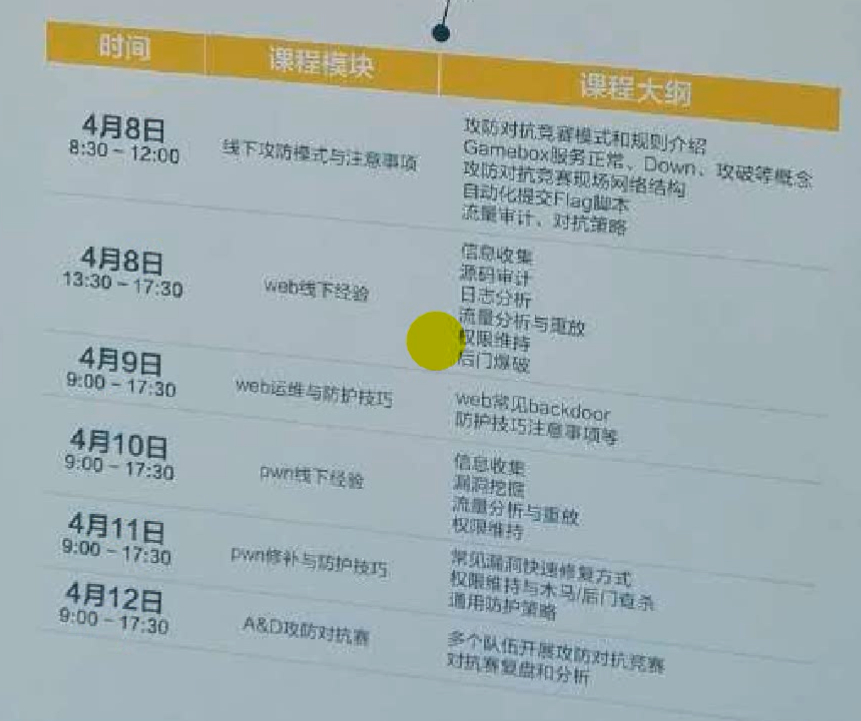 时间 课程模块 课程大纲
4月8日
8:30 - 12:00
线下攻防模式与注意事项
攻防对抗竞赛模式和规则介绍
Gamebox服务正常、Down、攻破等概念
攻防对抗竞赛现场网络结构
自动化提交Flag脚本
流量审计、对抗策略
4月8日
13:30 - 17:30
web线下经验
信息收集
源码审计
日志分析
流量分析与重放
权限维持
后门爆破
4月9日
9:00 - 17:30
web运维与防护技巧
web常见backdoor
防护技巧注意事项等
4月10日
9:00 - 17:30
pwn线下经验
信息收集
漏洞挖掘
流量分析与重放
权限维持
4月11日
9:00 - 17:30
pwn修补与防护技巧
常见漏洞快速修复方式
权限维持与木马/后门查杀
通用防护策略
4月12日
9:00 - 17:30
A&D攻防对抗赛
多个队伍开展攻防对抗竞赛
对抗赛复盘和分析